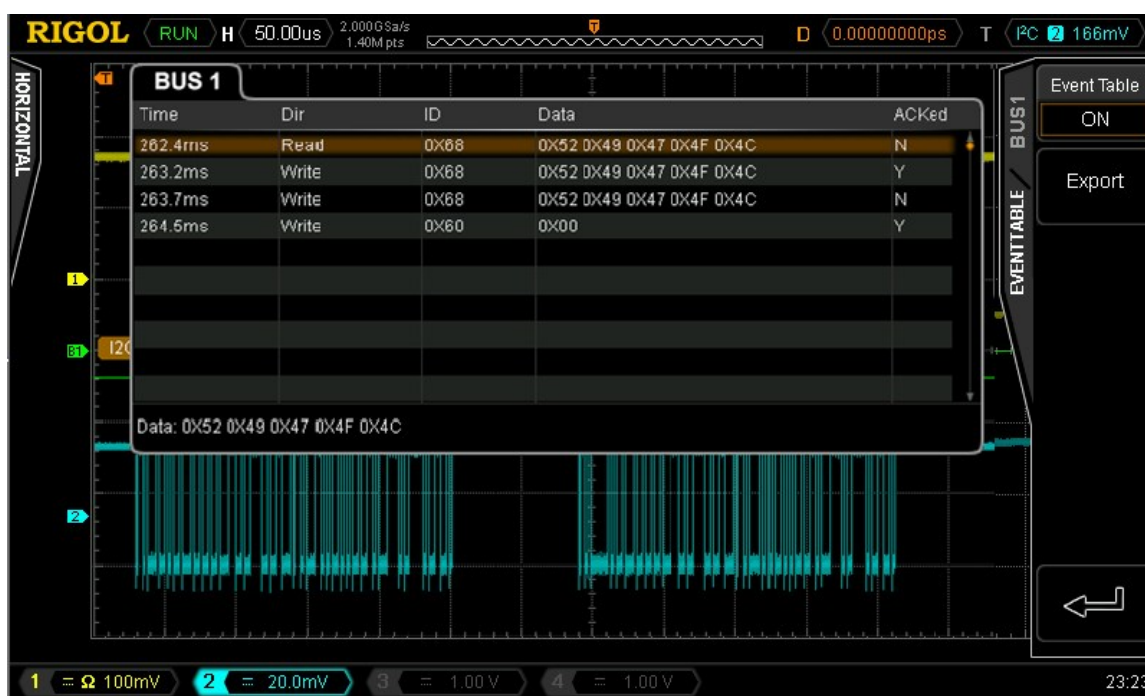 RIGOL RUN H 50.00us 2.000GSa/s 1.40M pts D 0.00000000ps T I²C 2 166mV
HORIZONTAL
T
BUS 1
Time Dir ID Data ACKed
262.4ms Read 0X68 0X52 0X49 0X47 0X4F 0X4C N
263.2ms Write 0X68 0X52 0X49 0X47 0X4F 0X4C Y
263.7ms Write 0X68 0X52 0X49 0X47 0X4F 0X4C N
264.5ms Write 0X60 0X00 Y
Data: 0X52 0X49 0X47 0X4F 0X4C
1
B1
2
BUS1
EVENTTABLE
Event Table
ON
Export
1 = Ω 100mV 2 = 20.0mV 3 = 1.00 V 4 = 1.00 V